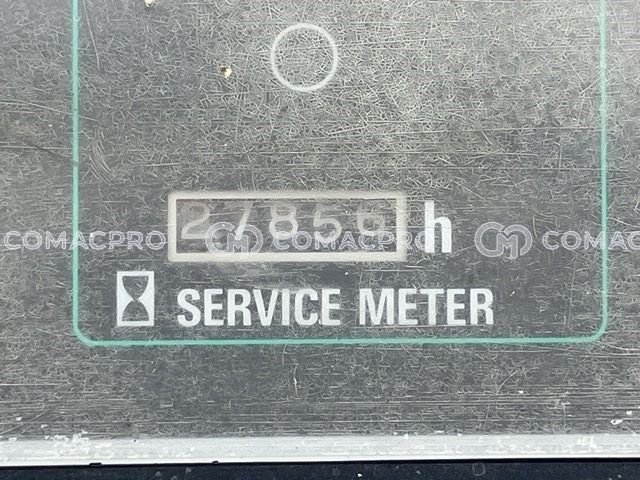 27856 h
COMACPRO COMACPRO COMAC
SERVICE METER